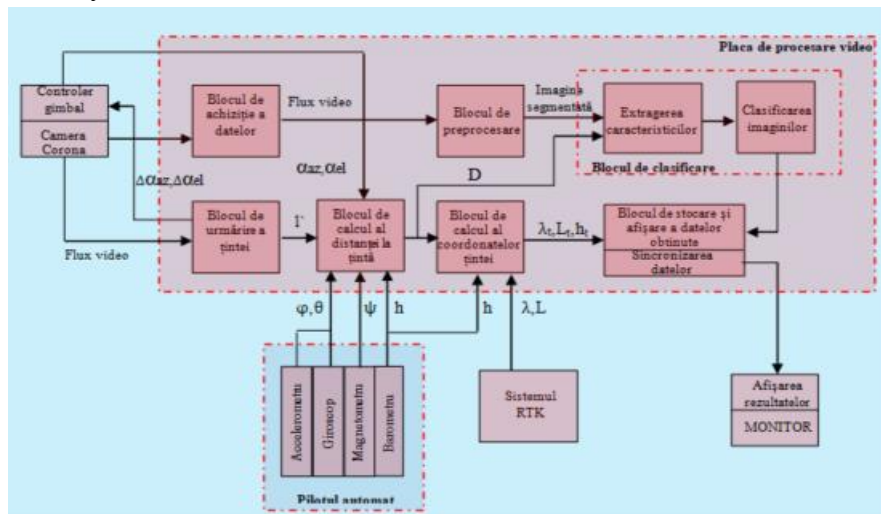 Placa de procesare video
Controler
gimbal
Camera
Corona
Blocul de
achiziție a
datelor
Flux video
Blocul de
preprocesare
Imagine
segmentată
Extragerea
caracteristicilor
Clasificarea
imaginilor
Blocul de clasificare
Δαaz,Δαel
αaz,αel
D
Blocul de
urmărire a
țintei
Flux video
Blocul de
calcul al
distanței la
țintă
Blocul de
calcul al
coordonatelor
țintei
λt,Lt,ht
Blocul de stocare și
afișare a datelor
obținute
Sincronizarea
datelor
φ,θ
ψ
h
h
λ,L
Accelerometru
Giroscop
Magnetometru
Barometru
Pilotul automat
Sistemul
RTK
Afișarea
rezultatelor
MONITOR